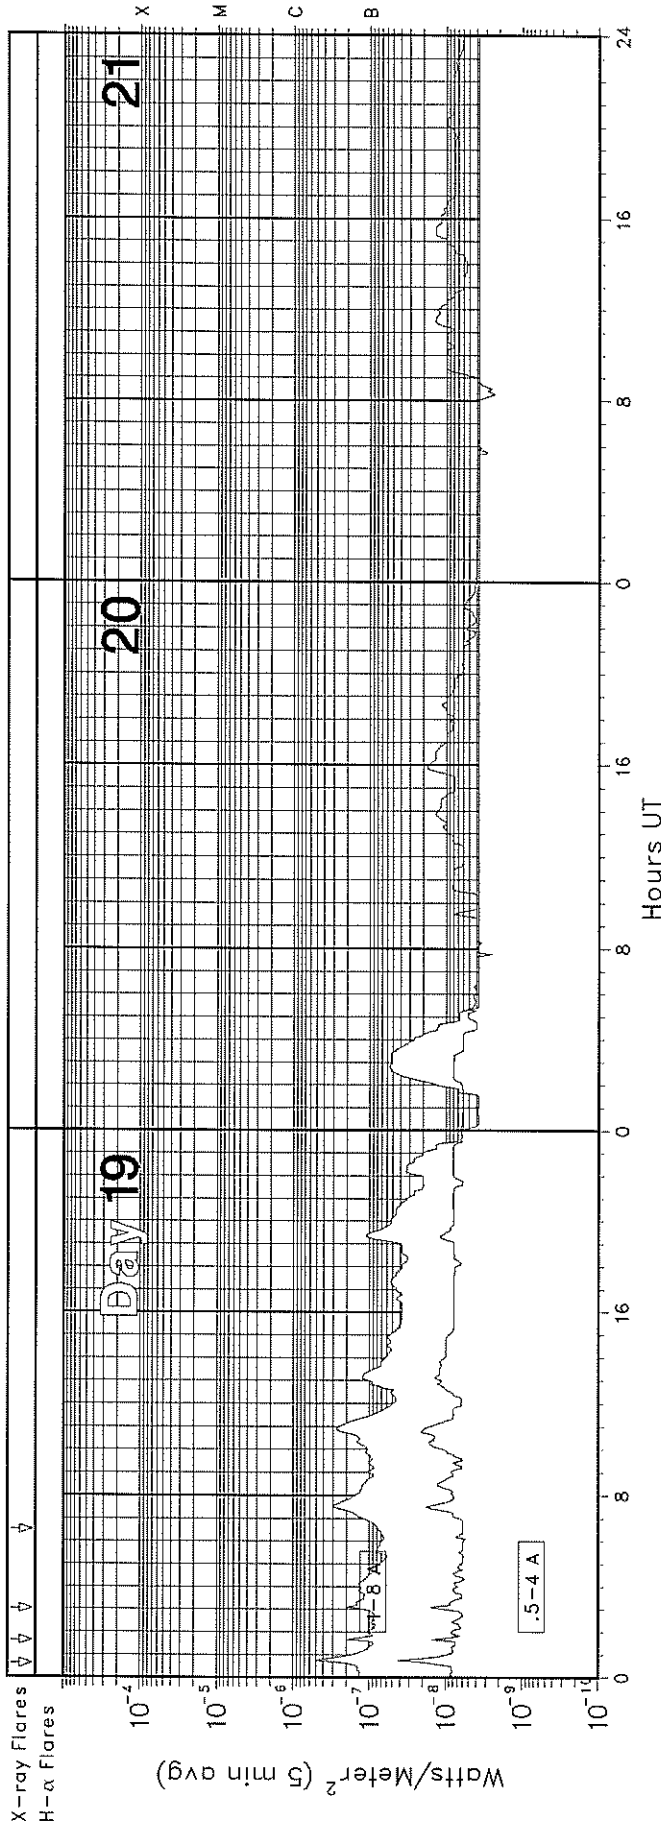 X-ray Flares
H-α Flares
Day 19 20 21
X
M
C
B
10⁻⁴
10⁻⁵
10⁻⁶
10⁻⁷
10⁻⁸
10⁻⁹
10⁻¹⁰
Watts/Meter² (5 min avg)
1-8 A
.5-4 A
0 8 16 0 8 16 0 8 16 24
Hours UT